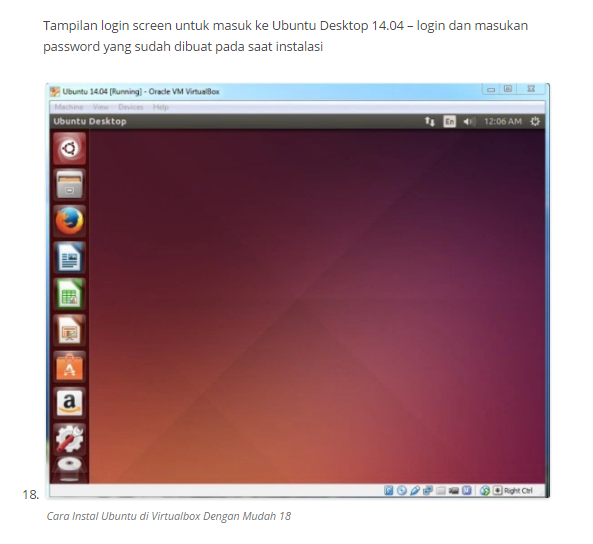 Tampilan login screen untuk masuk ke Ubuntu Desktop 14.04 – login dan masukan
password yang sudah dibuat pada saat instalasi
Ubuntu 14.04 [Running] - Oracle VM VirtualBox
Machine View Devices Help
Ubuntu Desktop
En
12:06 AM
a
Right Ctrl
18.
Cara Instal Ubuntu di Virtualbox Dengan Mudah 18